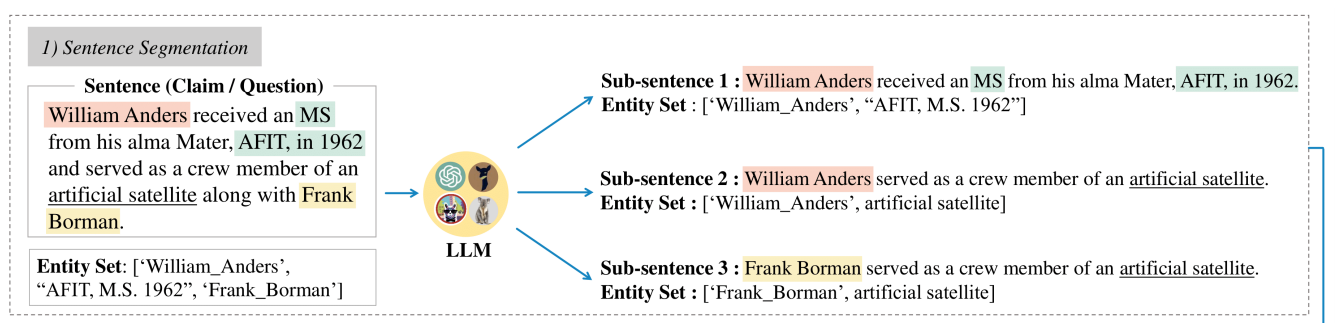 1) Sentence Segmentation
Sentence (Claim / Question)
William Anders received an MS
from his alma Mater, AFIT, in 1962
and served as a crew member of an
artificial satellite along with Frank
Borman.
Entity Set: [‘William_Anders’,
“AFIT, M.S. 1962”, ‘Frank_Borman’]
LLM
Sub-sentence 1 : William Anders received an MS from his alma Mater, AFIT, in 1962.
Entity Set : [‘William_Anders’, “AFIT, M.S. 1962”]
Sub-sentence 2 : William Anders served as a crew member of an artificial satellite.
Entity Set : [‘William_Anders’, artificial satellite]
Sub-sentence 3 : Frank Borman served as a crew member of an artificial satellite.
Entity Set : [‘Frank_Borman’, artificial satellite]